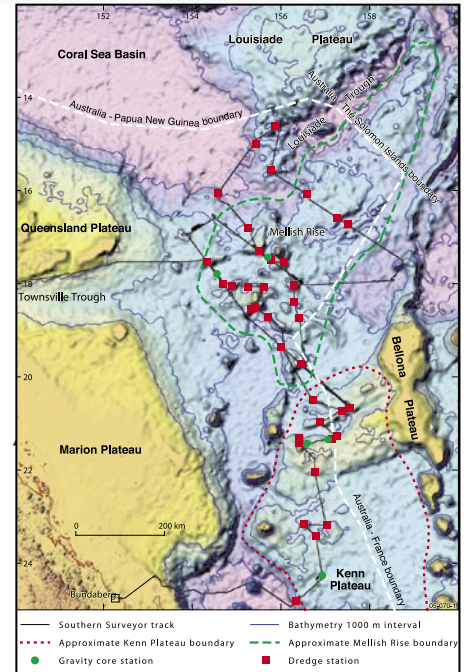 152 154 156 158
Coral Sea Basin
Louisiade Plateau
14
Australia - Papua New Guinea boundary
Louisiade Trough
Australia - The Solomon Islands boundary
16
Queensland Plateau
Mellish Rise
18
Townsville Trough
20
Bellona Plateau
Marion Plateau
22
0 200 km
Australia - France boundary
24
Kenn
Plateau
Bundaberg
06-070-1
Southern Surveyor track
Bathymetry 1000 m interval
Approximate Kenn Plateau boundary
Approximate Mellish Rise boundary
Gravity core station
Dredge station